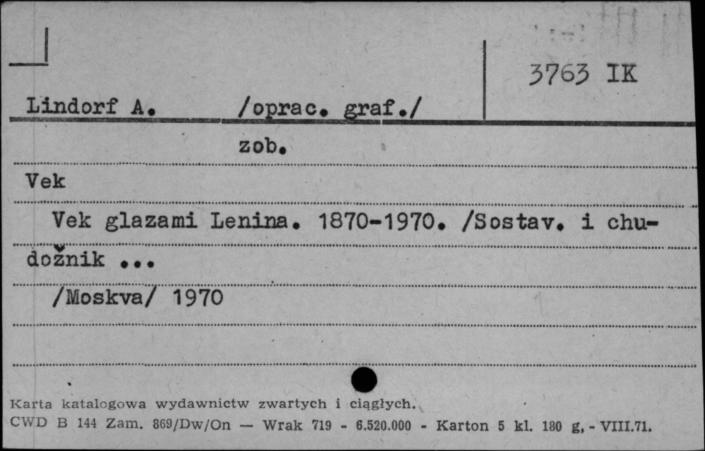 3763 IK
Lindorf A. /oprac. graf./
zob.
Vek
Vek glazami Lenina. 1870-1970. /Sostav. i chu-
dožnik ...
/Moskva/ 1970
Karta katalogowa wydawnictw zwartych i ciągłych.
CWD B 144 Zam. 869/Dw/On — Wrak 719 - 6.520.000 - Karton 5 kl. 180 g, - VIII.71.